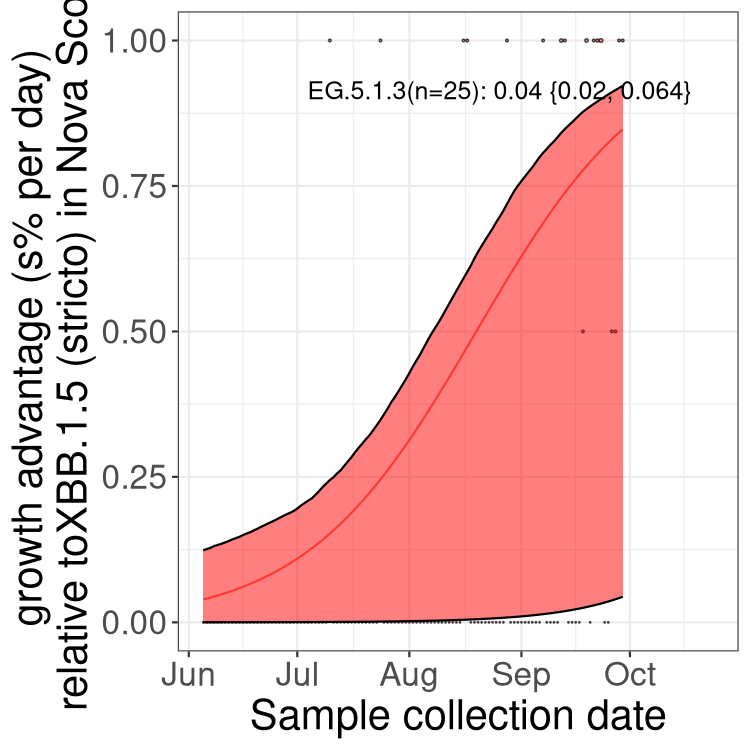 growth advantage (s% per day)
relative toXBB.1.5 (stricto) in Nova Sco
1.00
0.75
0.50
0.25
0.00
EG.5.1.3(n=25): 0.04 {0.02, 0.064}
Jun Jul Aug Sep Oct
Sample collection date